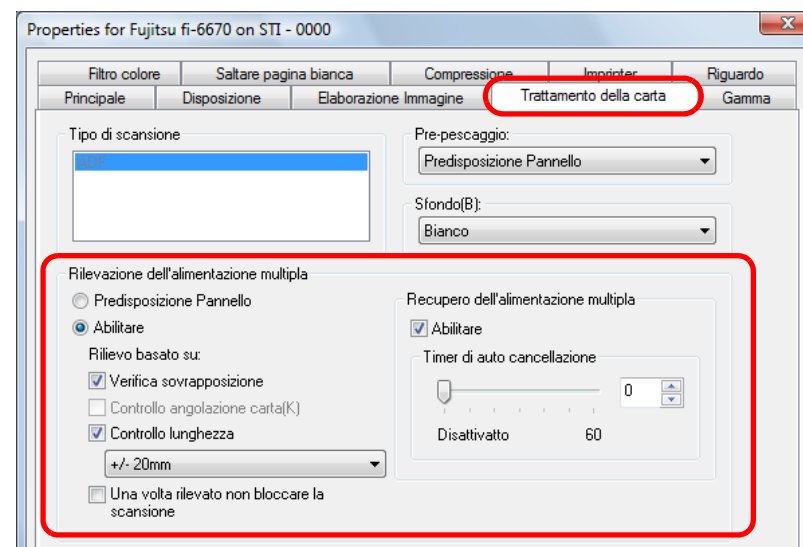 Properties for Fujitsu fi-6670 on STI - 0000
Filtro colore Saltare pagina bianca Compressione Imprinter Riguardo
Principale Disposizione Elaborazione Immagine Trattamento della carta Gamma
Tipo di scansione
ADF
Pre-pescaggio:
Predisposizione Pannello
Sfondo(B):
Bianco
Rilevazione dell'alimentazione multipla
Predisposizione Pannello
Abilitare
Rilievo basato su:
Verifica sovrapposizione
Controllo angolazione carta(K)
Controllo lunghezza
+/- 20mm
Una volta rilevato non bloccare la
scansione
Recupero dell'alimentazione multipla
Abilitare
Timer di auto cancellazione
0
Disattivatto 60